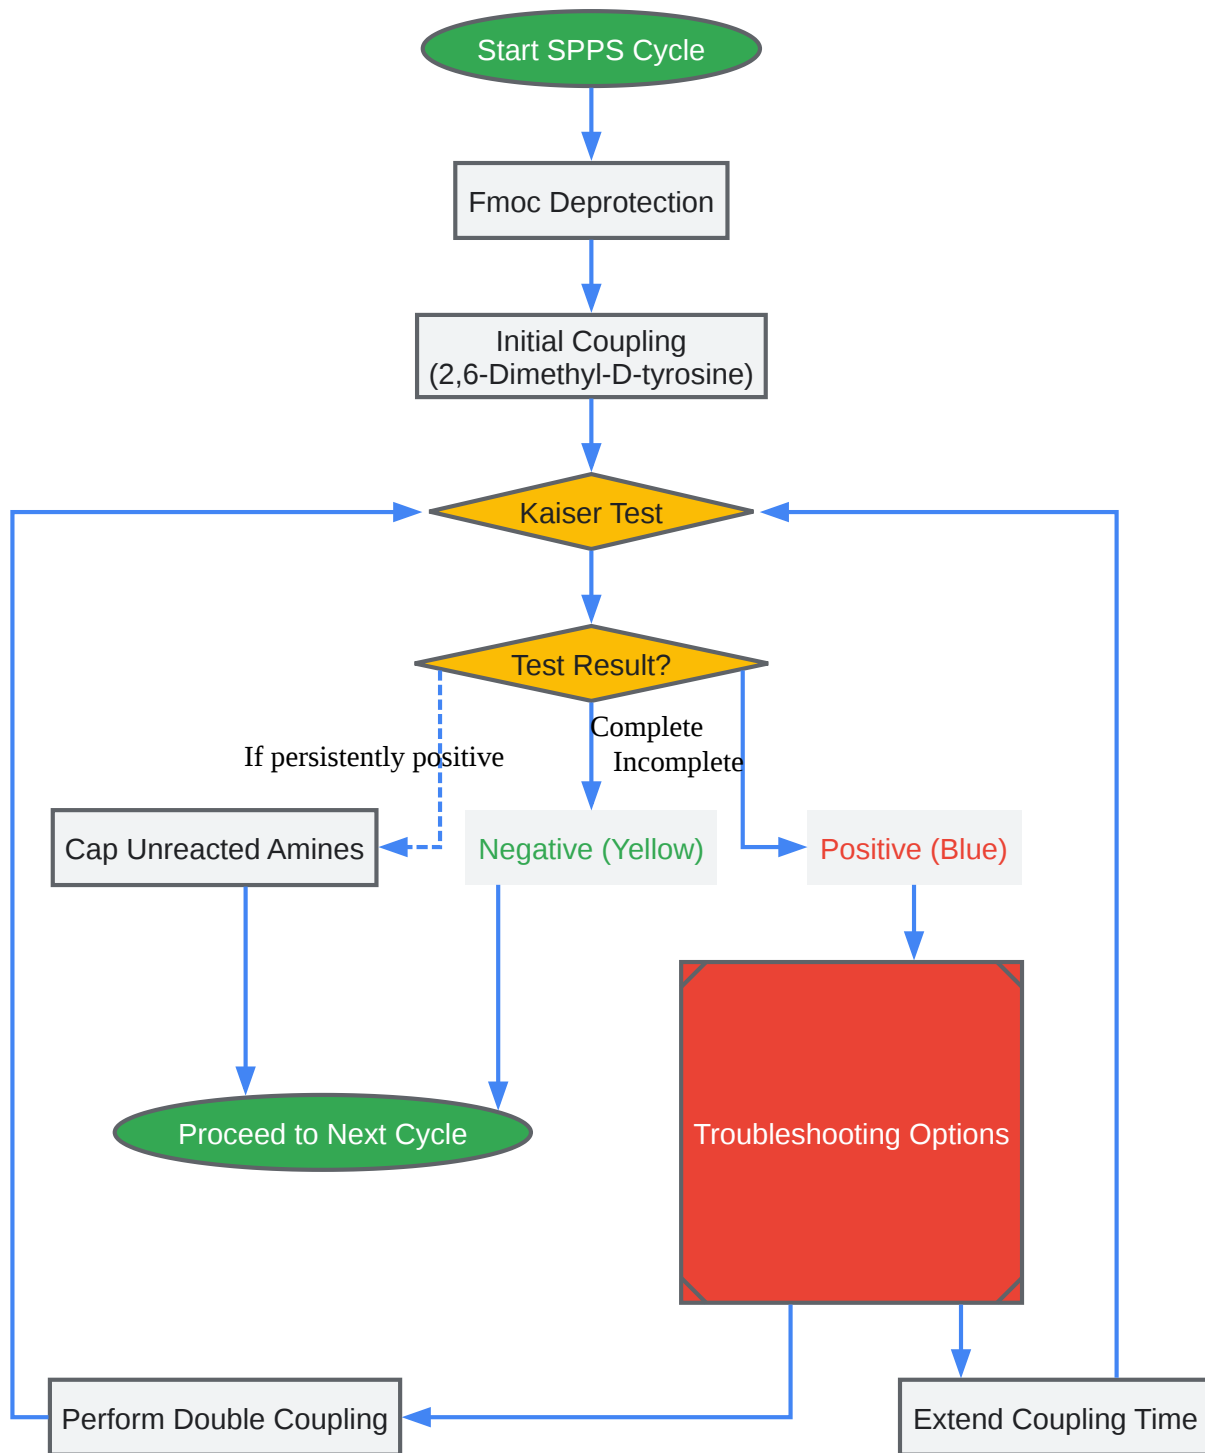 Start SPPS Cycle
Fmoc Deprotection
Initial Coupling
(2,6-Dimethyl-D-tyrosine)
Kaiser Test
Test Result?
Complete
If persistently positive
Incomplete
Cap Unreacted Amines
Negative (Yellow)
Positive (Blue)
Proceed to Next Cycle
Troubleshooting Options
Perform Double Coupling
Extend Coupling Time